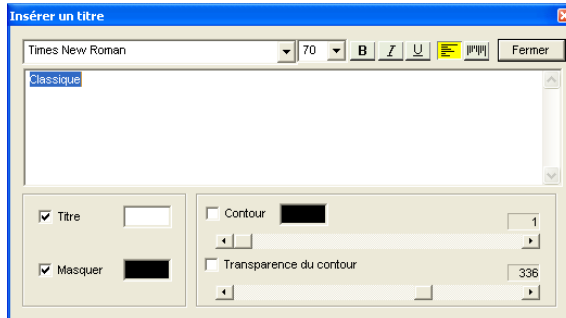 Insérer un titre
Times New Roman 70 B I U Fermer
Classique
Titre
Contour
1
Masquer
Transparence du contour
336